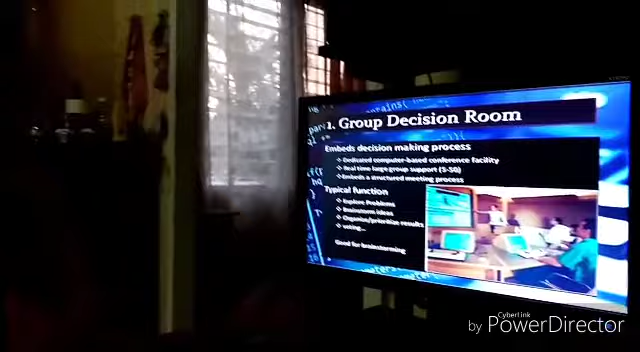 1. Group Decision Room
Embeds decision making process
❖ Dedicated computer-based conference facility
❖ Real time large group support (5-50)
❖ Embeds a structured meeting process
Typical function
❖ Explore Problems
❖ Brainstorm ideas
❖ Organize/prioritize results
❖ voting...
Good for brainstorming
CyberLink
by PowerDirector